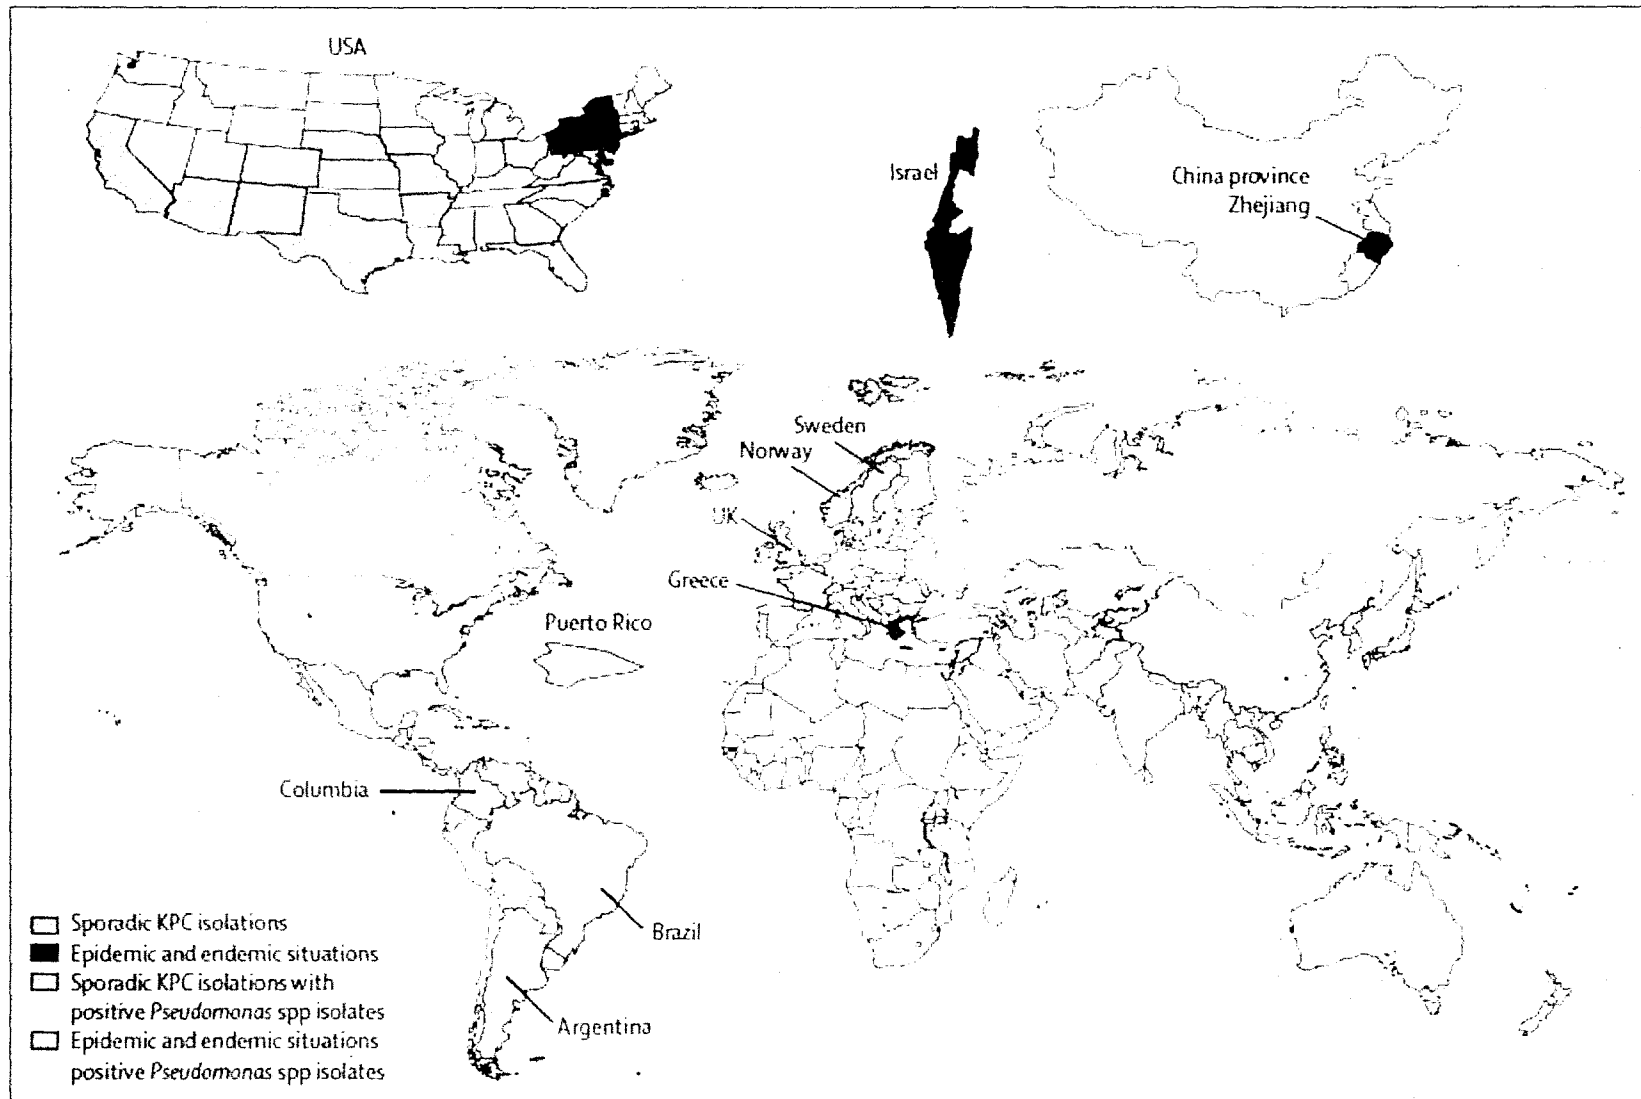 USA
Israel
China province
Zhejiang
Sweden
Norway
UK
Greece
Puerto Rico
Columbia
Brazil
Argentina
Sporadic KPC isolations
Epidemic and endemic situations
Sporadic KPC isolations with
positive Pseudomonas spp isolates
Epidemic and endemic situations
positive Pseudomonas spp isolates